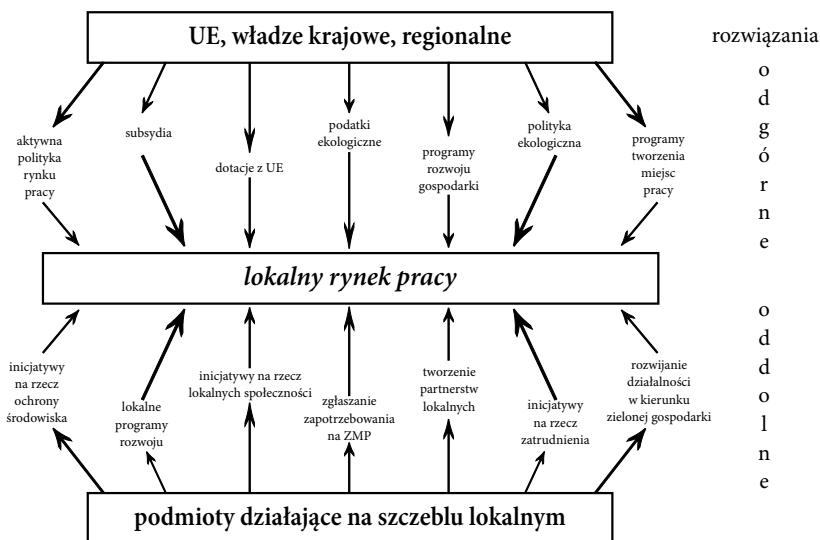 UE, władze krajowe, regionalne
rozwiązania
o
d
g
ó
r
n
e
aktywna
polityka
rynku
pracy
subsydia
dotacje z UE
podatki
ekologiczne
programy
rozwoju
gospodarki
polityka
ekologiczna
programy
tworzenia
miejsc
pracy
lokalny rynek pracy
o
d
d
o
l
n
e
inicjatywy
na rzecz
ochrony
środowiska
lokalne
programy
rozwoju
inicjatywy na rzecz
lokalnych społeczności
zgłaszanie
zapotrzebowania
na ZMP
tworzenie
partnerstw
lokalnych
inicjatywy
na rzecz
zatrudnienia
rozwijanie
działalności
w kierunku
zielonej gospodarki
podmioty działające na szczeblu lokalnym